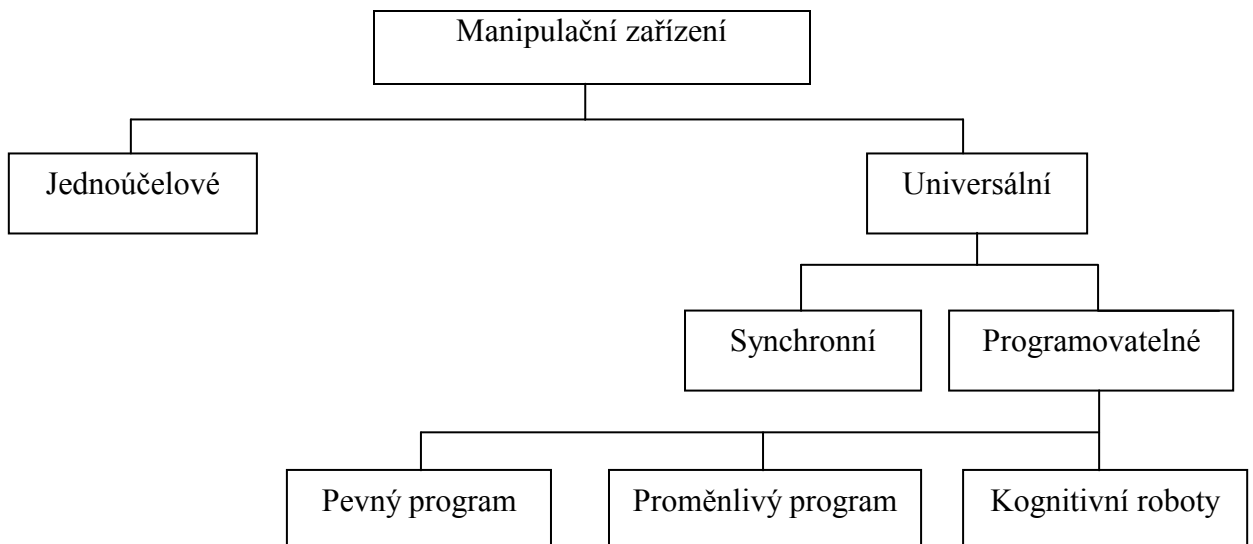 Manipulační zařízení
Jednoúčelové
Universální
Synchronní
Programovatelné
Pevný program
Proměnlivý program
Kognitivní roboty